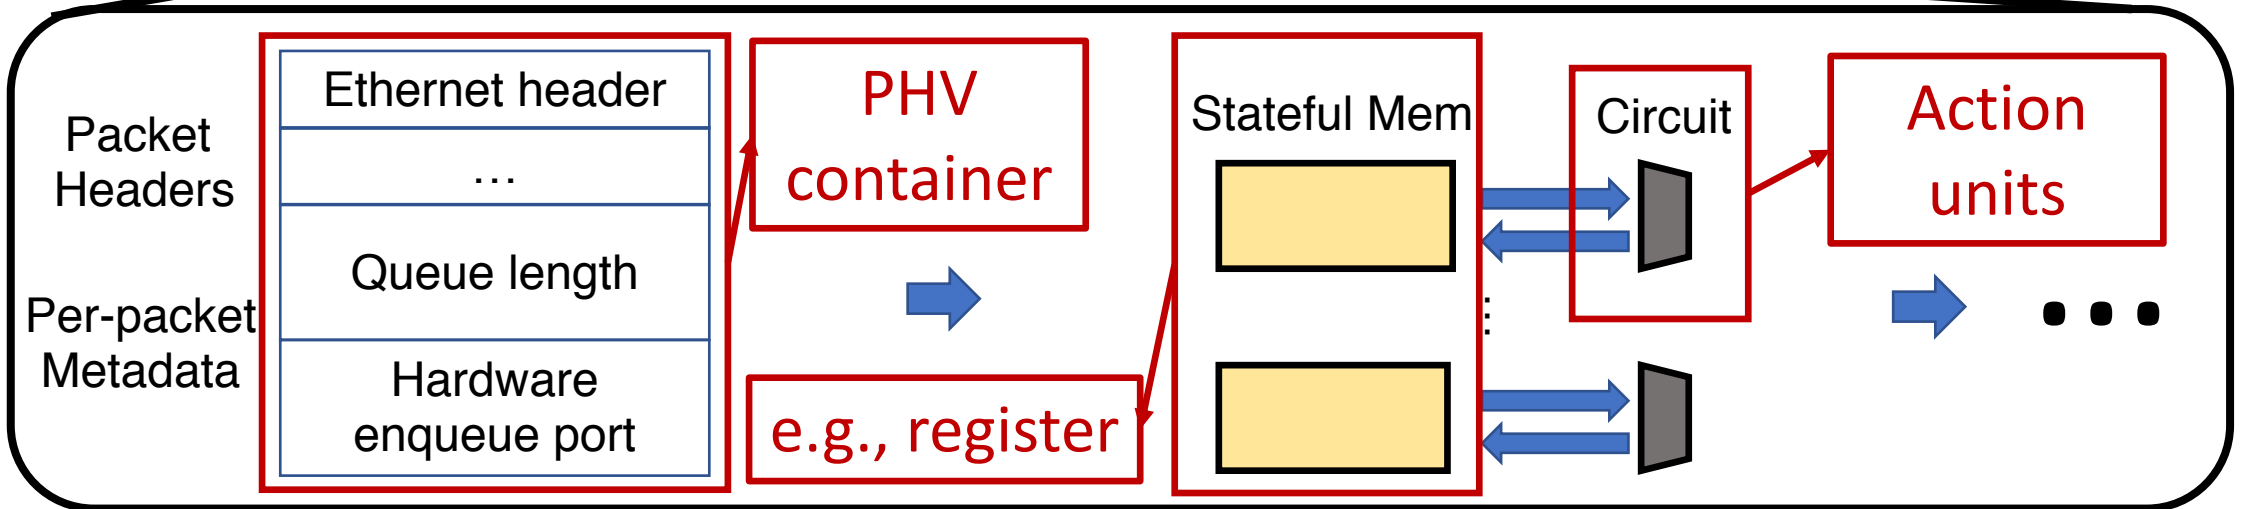 Packet
Headers
Per-packet
Metadata
Ethernet header
...
Queue length
Hardware
enqueue port
PHV
container
e.g., register
Stateful Mem
...
Circuit
Action
units
...